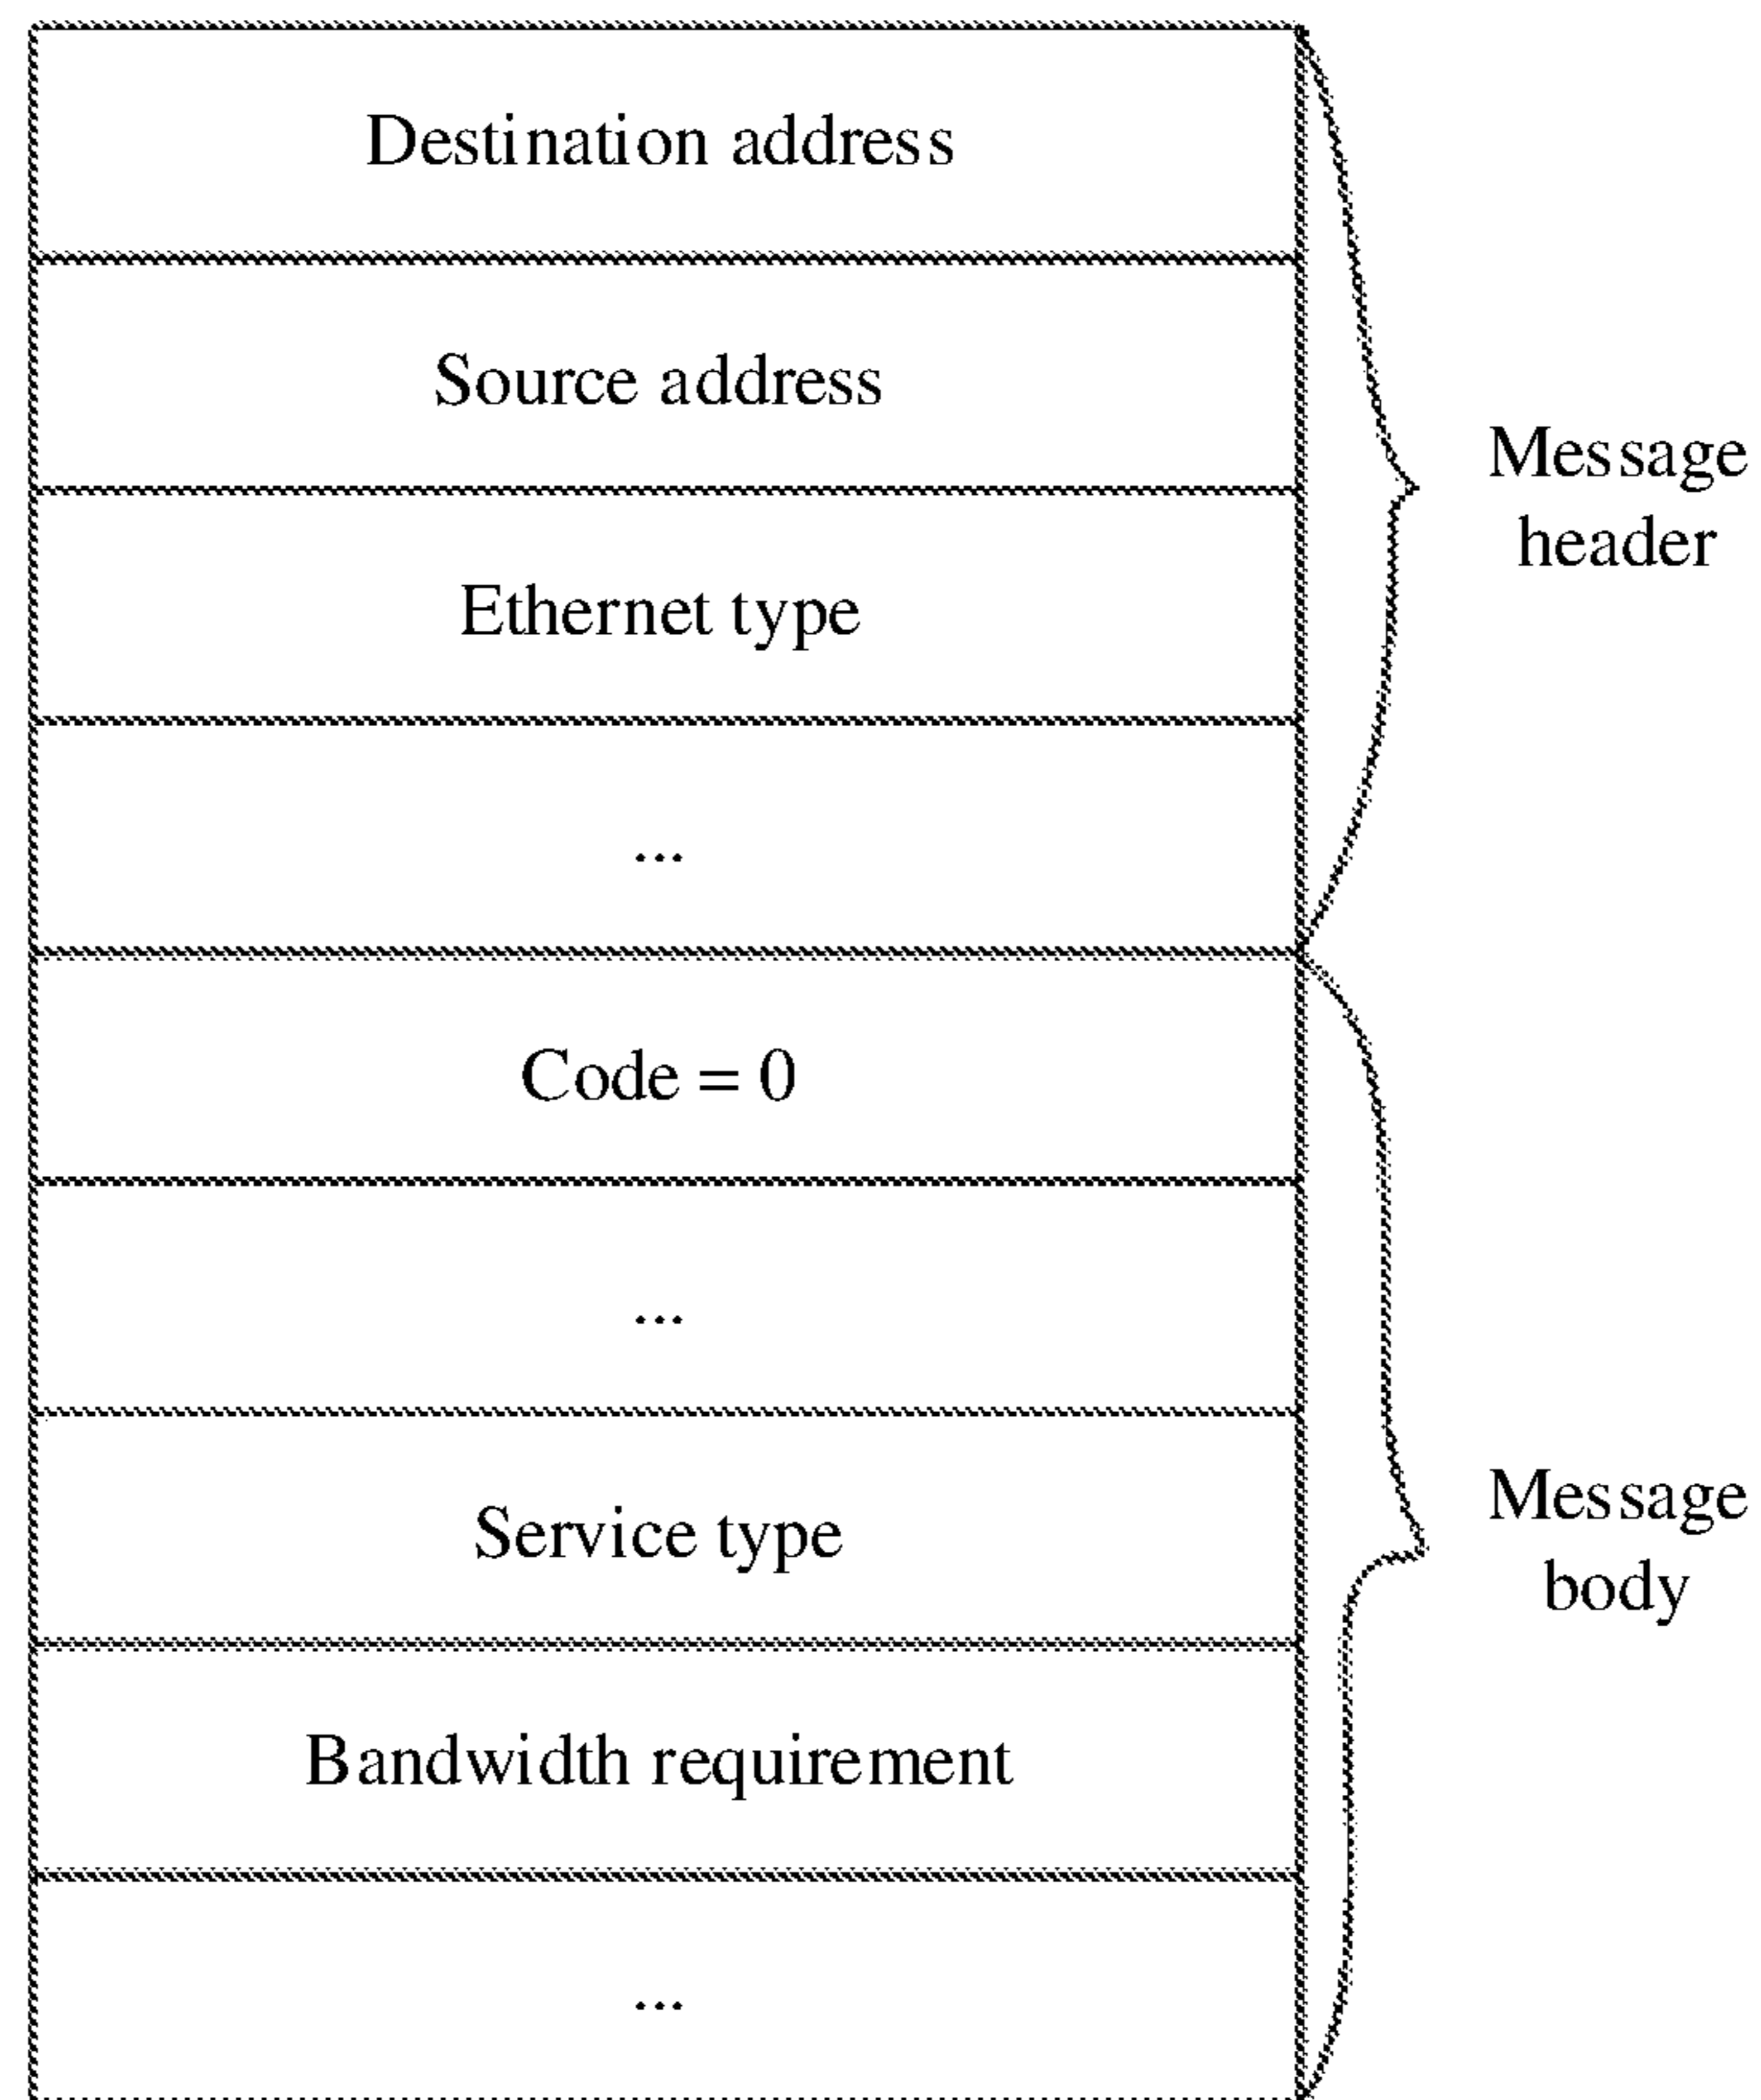 Destination address
Source address
Ethernet type
...
Message
header
Code = 0
...
Service type
Bandwidth requirement
...
Message
body